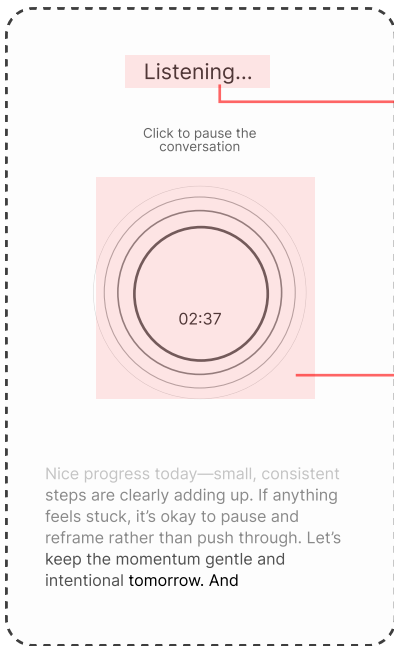 Listening...
Click to pause the
conversation
02:37
Nice progress today—small, consistent
steps are clearly adding up. If anything
feels stuck, it’s okay to pause and
reframe rather than push through. Let’s
keep the momentum gentle and
intentional tomorrow. And